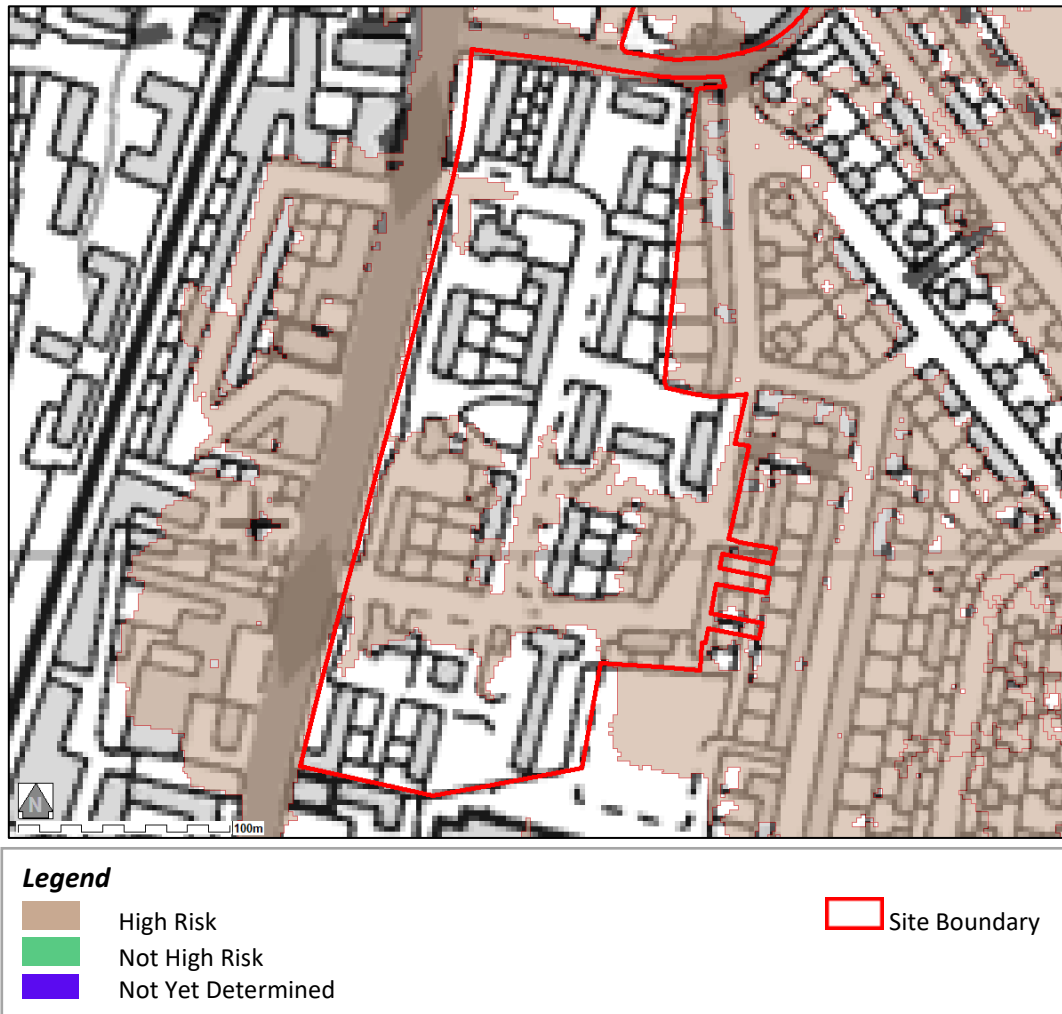 N
100m
Legend
High Risk
Site Boundary
Not High Risk
Not Yet Determined